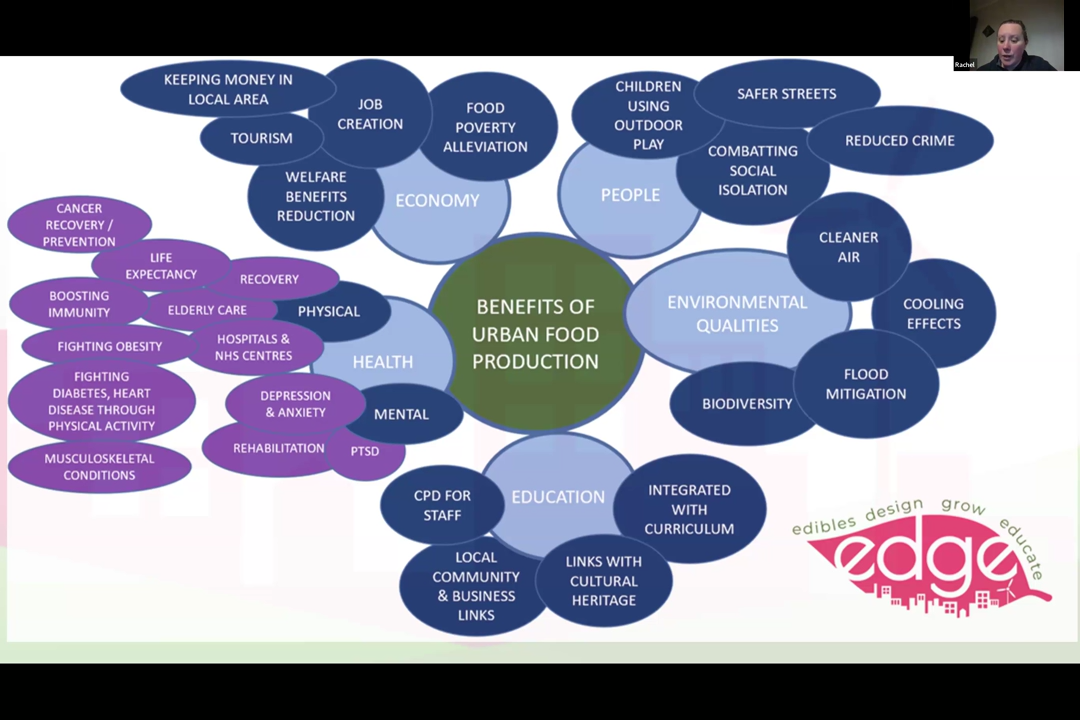 Rachel
KEEPING MONEY IN
LOCAL AREA
JOB
CREATION
FOOD
POVERTY
ALLEVIATION
TOURISM
WELFARE
BENEFITS
REDUCTION
ECONOMY
CHILDREN
USING
OUTDOOR
PLAY
SAFER STREETS
REDUCED CRIME
COMBATTING
SOCIAL
ISOLATION
PEOPLE
CLEANER
AIR
COOLING
EFFECTS
ENVIRONMENTAL
QUALITIES
FLOOD
MITIGATION
BIODIVERSITY
BENEFITS OF
URBAN FOOD
PRODUCTION
CANCER
RECOVERY /
PREVENTION
LIFE
EXPECTANCY
RECOVERY
BOOSTING
IMMUNITY
ELDERLY CARE
PHYSICAL
FIGHTING OBESITY
HOSPITALS &
NHS CENTRES
HEALTH
FIGHTING
DIABETES, HEART
DISEASE THROUGH
PHYSICAL ACTIVITY
DEPRESSION
& ANXIETY
MENTAL
REHABILITATION
PTSD
MUSCULOSKELETAL
CONDITIONS
EDUCATION
CPD FOR
STAFF
INTEGRATED
WITH
CURRICULUM
LOCAL
COMMUNITY
& BUSINESS
LINKS
LINKS WITH
CULTURAL
HERITAGE
edibles design grow educate
edge